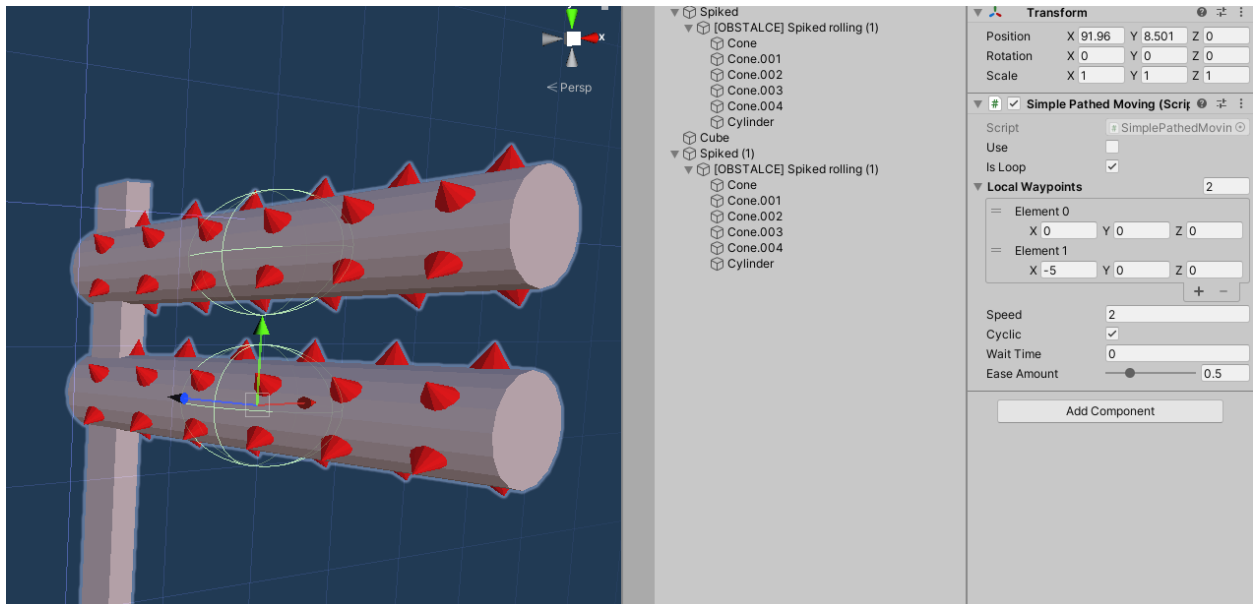 x
Persp
Spiked
[OBSTALCE] Spiked rolling (1)
Cone
Cone.001
Cone.002
Cone.003
Cone.004
Cylinder
Cube
Spiked (1)
[OBSTALCE] Spiked rolling (1)
Cone
Cone.001
Cone.002
Cone.003
Cone.004
Cylinder
Transform
Position X 91.96 Y 8.501 Z 0
Rotation X 0 Y 0 Z 0
Scale X 1 Y 1 Z 1
# Simple Pathed Moving (Scrip
Script SimplePathedMovin
Use
Is Loop
Local Waypoints 2
Element 0
X 0 Y 0 Z 0
Element 1
X -5 Y 0 Z 0
+ −
Speed 2
Cyclic
Wait Time 0
Ease Amount 0.5
Add Component